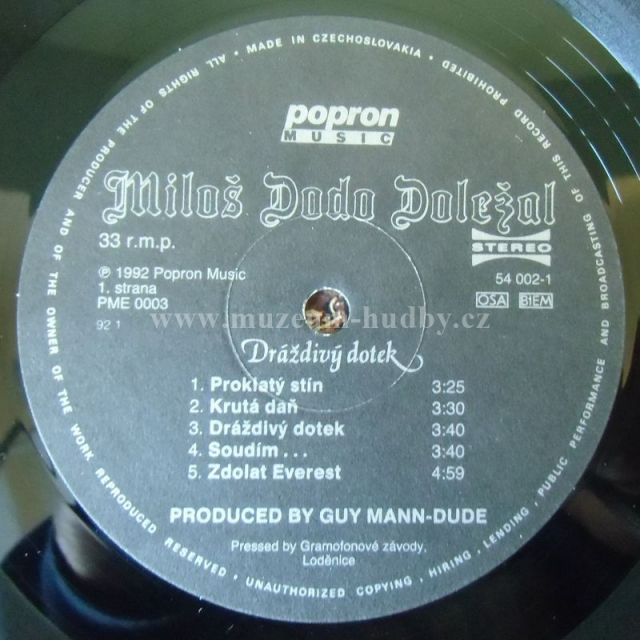 • MADE IN CZECHOSLOVAKIA • ALL RIGHTS OF THE PRODUCER AND OF THE OWNER OF THE WORK REPRODUCED RESERVED • UNAUTHORIZED COPYING, • HIRING, • LENDING, • PUBLIC PERFORMANCE AND BROADCASTING OF THIS RECORD PROHIBITED
popron
MUSIC
Miloš Dodo Doležal
33 r.m.p.
STEREO
℗ 1992 Popron Music
54 002-1
1. strana
PME 0003
OSA BIEM
92 1
www.muzeum-hudby.cz
Dráždivý dotek
1. Proklatý stín 3:25
2. Krutá daň 3:30
3. Dráždivý dotek 3:40
4. Soudím . . . 3:40
5. Zdolat Everest 4:59
PRODUCED BY GUY MANN-DUDE
Pressed by Gramofonové závody,
Loděnice